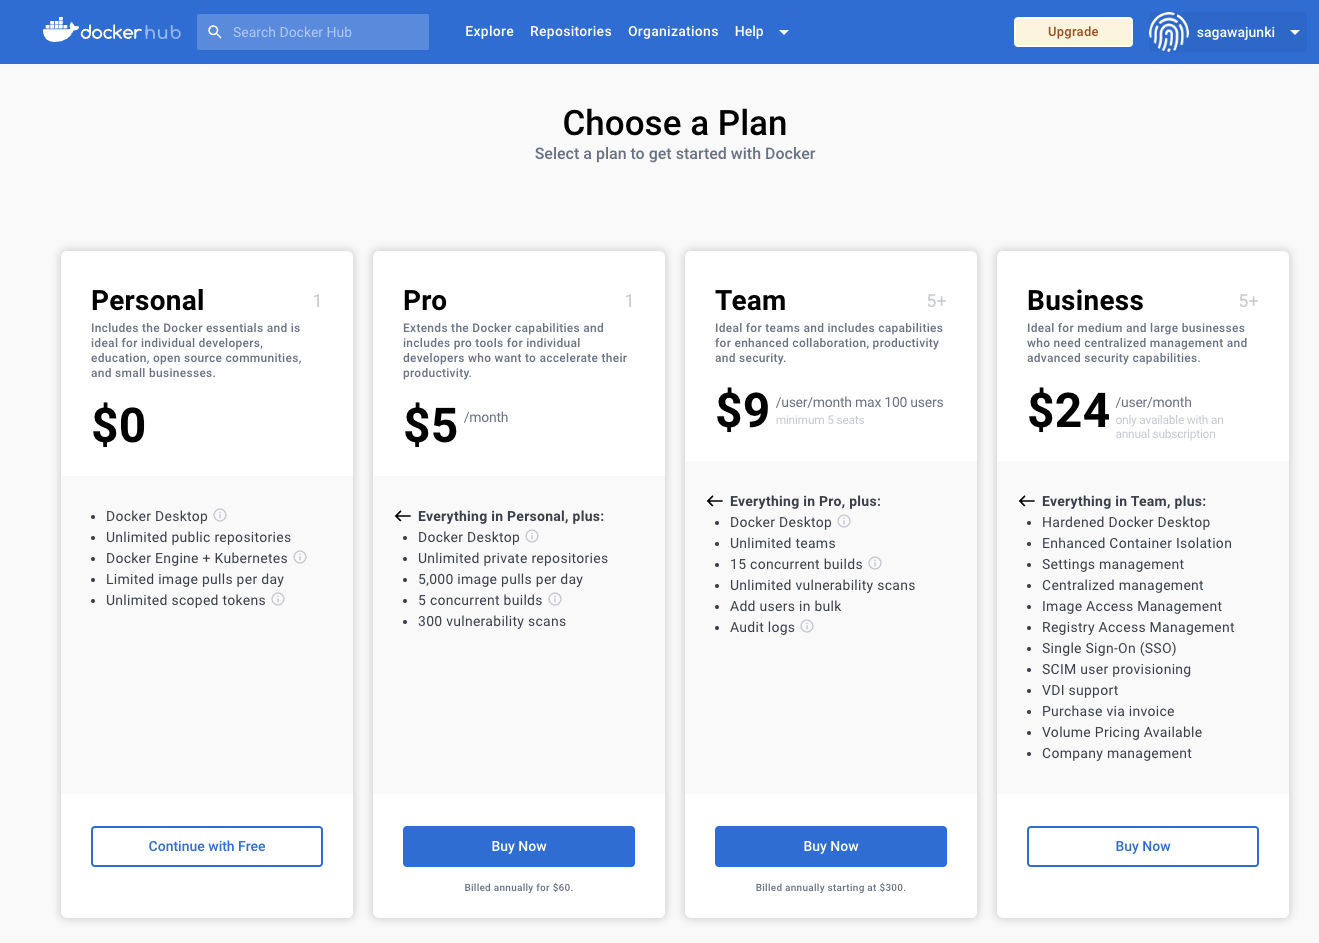 dockerhub
Search Docker Hub
Explore
Repositories
Organizations
Help
Upgrade
sagawajunki
Choose a Plan
Select a plan to get started with Docker
Personal
1
Includes the Docker essentials and is
ideal for individual developers,
education, open source communities,
and small businesses.
$0
Docker Desktop
Unlimited public repositories
Docker Engine + Kubernetes
Limited image pulls per day
Unlimited scoped tokens
Continue with Free
Pro
1
Extends the Docker capabilities and
includes pro tools for individual
developers who want to accelerate their
productivity.
$5 /month
Everything in Personal, plus:
Docker Desktop
Unlimited private repositories
5,000 image pulls per day
5 concurrent builds
300 vulnerability scans
Buy Now
Billed annually for $60.
Team
5+
Ideal for teams and includes capabilities
for enhanced collaboration, productivity
and security.
$9 /user/month max 100 users
minimum 5 seats
Everything in Pro, plus:
Docker Desktop
Unlimited teams
15 concurrent builds
Unlimited vulnerability scans
Add users in bulk
Audit logs
Buy Now
Billed annually starting at $300.
Business
5+
Ideal for medium and large businesses
who need centralized management and
advanced security capabilities.
$24 /user/month
only available with an
annual subscription
Everything in Team, plus:
Hardened Docker Desktop
Enhanced Container Isolation
Settings management
Centralized management
Image Access Management
Registry Access Management
Single Sign-On (SSO)
SCIM user provisioning
VDI support
Purchase via invoice
Volume Pricing Available
Company management
Buy Now